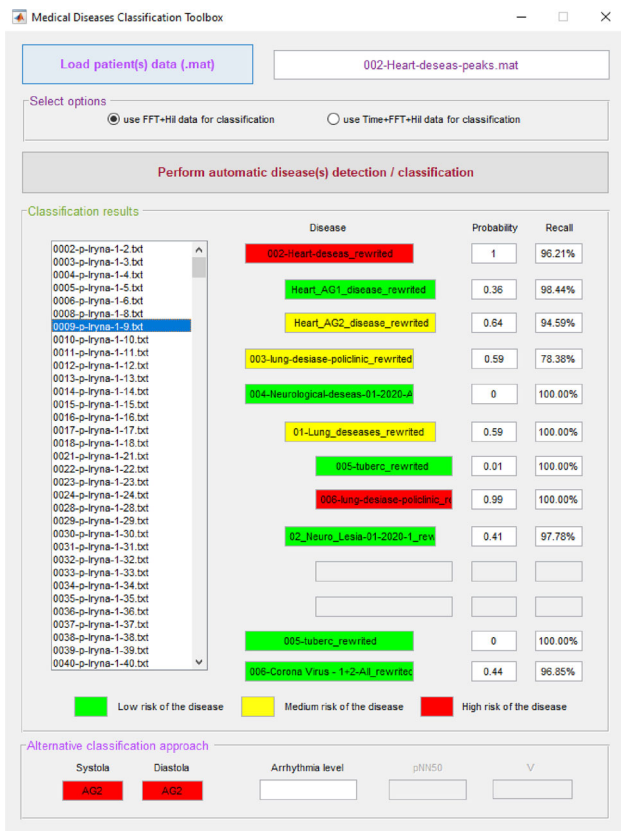 Medical Diseases Classification Toolbox
Load patient(s) data (.mat)
002-Heart-deseas-peaks.mat
Select options
use FFT+Hil data for classification
use Time+FFT+Hil data for classification
Perform automatic disease(s) detection / classification
Classification results
Disease Probability Recall
0002-p-Iryna-1-2.txt
0003-p-Iryna-1-3.txt
0004-p-Iryna-1-4.txt
0005-p-Iryna-1-5.txt
0006-p-Iryna-1-6.txt
0008-p-Iryna-1-8.txt
0009-p-Iryna-1-9.txt
0010-p-Iryna-1-10.txt
0011-p-Iryna-1-11.txt
0012-p-Iryna-1-12.txt
0013-p-Iryna-1-13.txt
0014-p-Iryna-1-14.txt
0015-p-Iryna-1-15.txt
0016-p-Iryna-1-16.txt
0017-p-Iryna-1-17.txt
0018-p-Iryna-1-18.txt
0021-p-Iryna-1-21.txt
0022-p-Iryna-1-22.txt
0023-p-Iryna-1-23.txt
0024-p-Iryna-1-24.txt
0028-p-Iryna-1-28.txt
0029-p-Iryna-1-29.txt
0030-p-Iryna-1-30.txt
0031-p-Iryna-1-31.txt
0032-p-Iryna-1-32.txt
0033-p-Iryna-1-33.txt
0034-p-Iryna-1-34.txt
0035-p-Iryna-1-35.txt
0036-p-Iryna-1-36.txt
0037-p-Iryna-1-37.txt
0038-p-Iryna-1-38.txt
0039-p-Iryna-1-39.txt
0040-p-Iryna-1-40.txt
002-Heart-deseas_rewrited 1 96.21%
Heart_AG1_disease_rewrited 0.36 98.44%
Heart_AG2_disease_rewrited 0.64 94.59%
003-lung-desiase-policlinic_rewrited 0.59 78.38%
004-Neurological-deseas-01-2020-A 0 100.00%
01-Lung_deseases_rewrited 0.59 100.00%
005-tuberc_rewrited 0.01 100.00%
006-lung-desiase-policlinic_r 0.99 100.00%
02_Neuro_Lesia-01-2020-1_rew 0.41 97.78%
005-tuberc_rewrited 0 100.00%
006-Corona Virus - 1+2-All_rewrited 0.44 96.85%
Low risk of the disease
Medium risk of the disease
High risk of the disease
Alternative classification approach
Systola Diastola Arrhythmia level pNN50 V
AG2 AG2